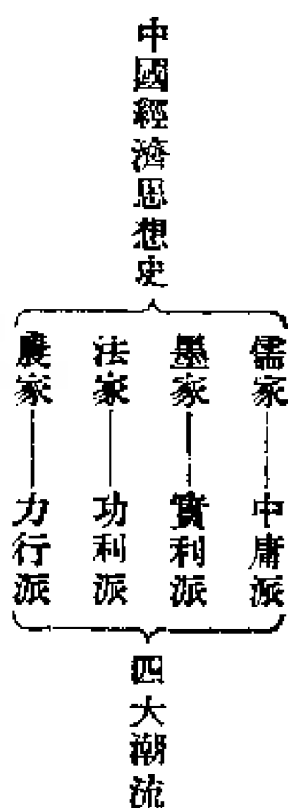 中國經濟思想史
儒家——中庸派
墨家——實利派
法家——功利派
農家——力行派
四大潮流